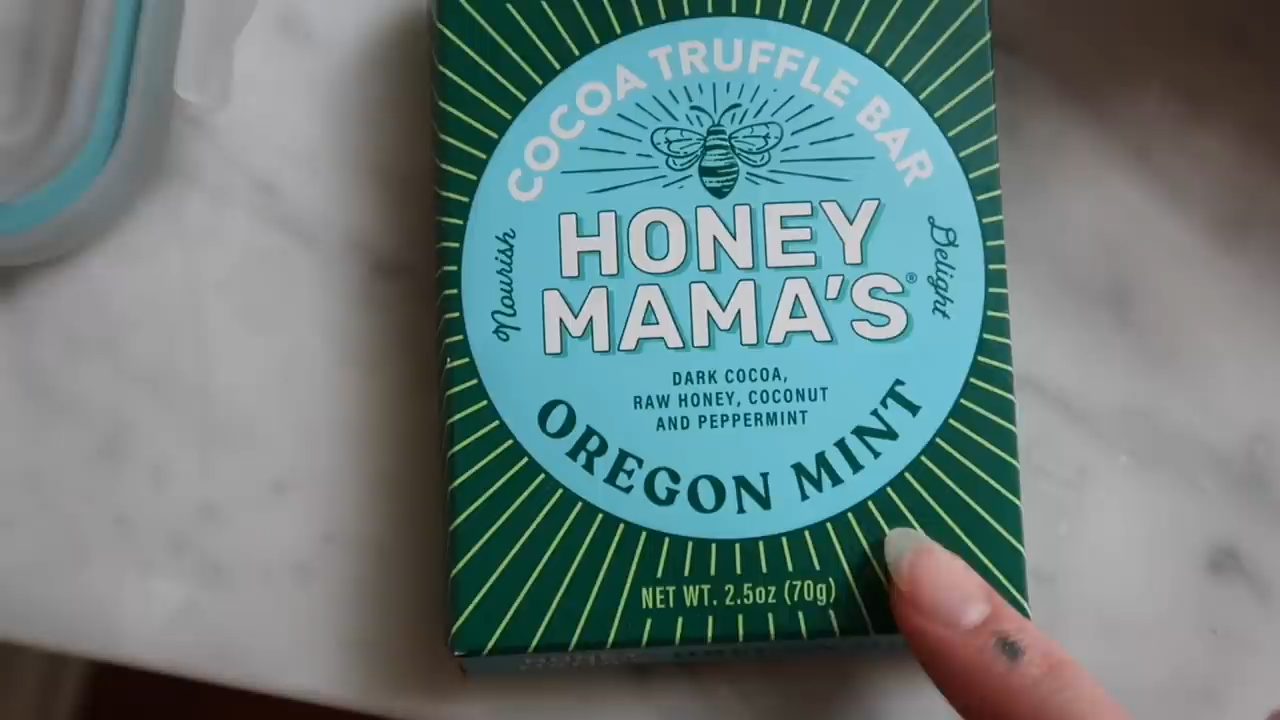 COCOA TRUFFLE BAR
Nourish
HONEY
MAMA'S®
Delight
DARK COCOA,
RAW HONEY, COCONUT
AND PEPPERMINT
OREGON MINT
NET WT. 2.5oz (70g)